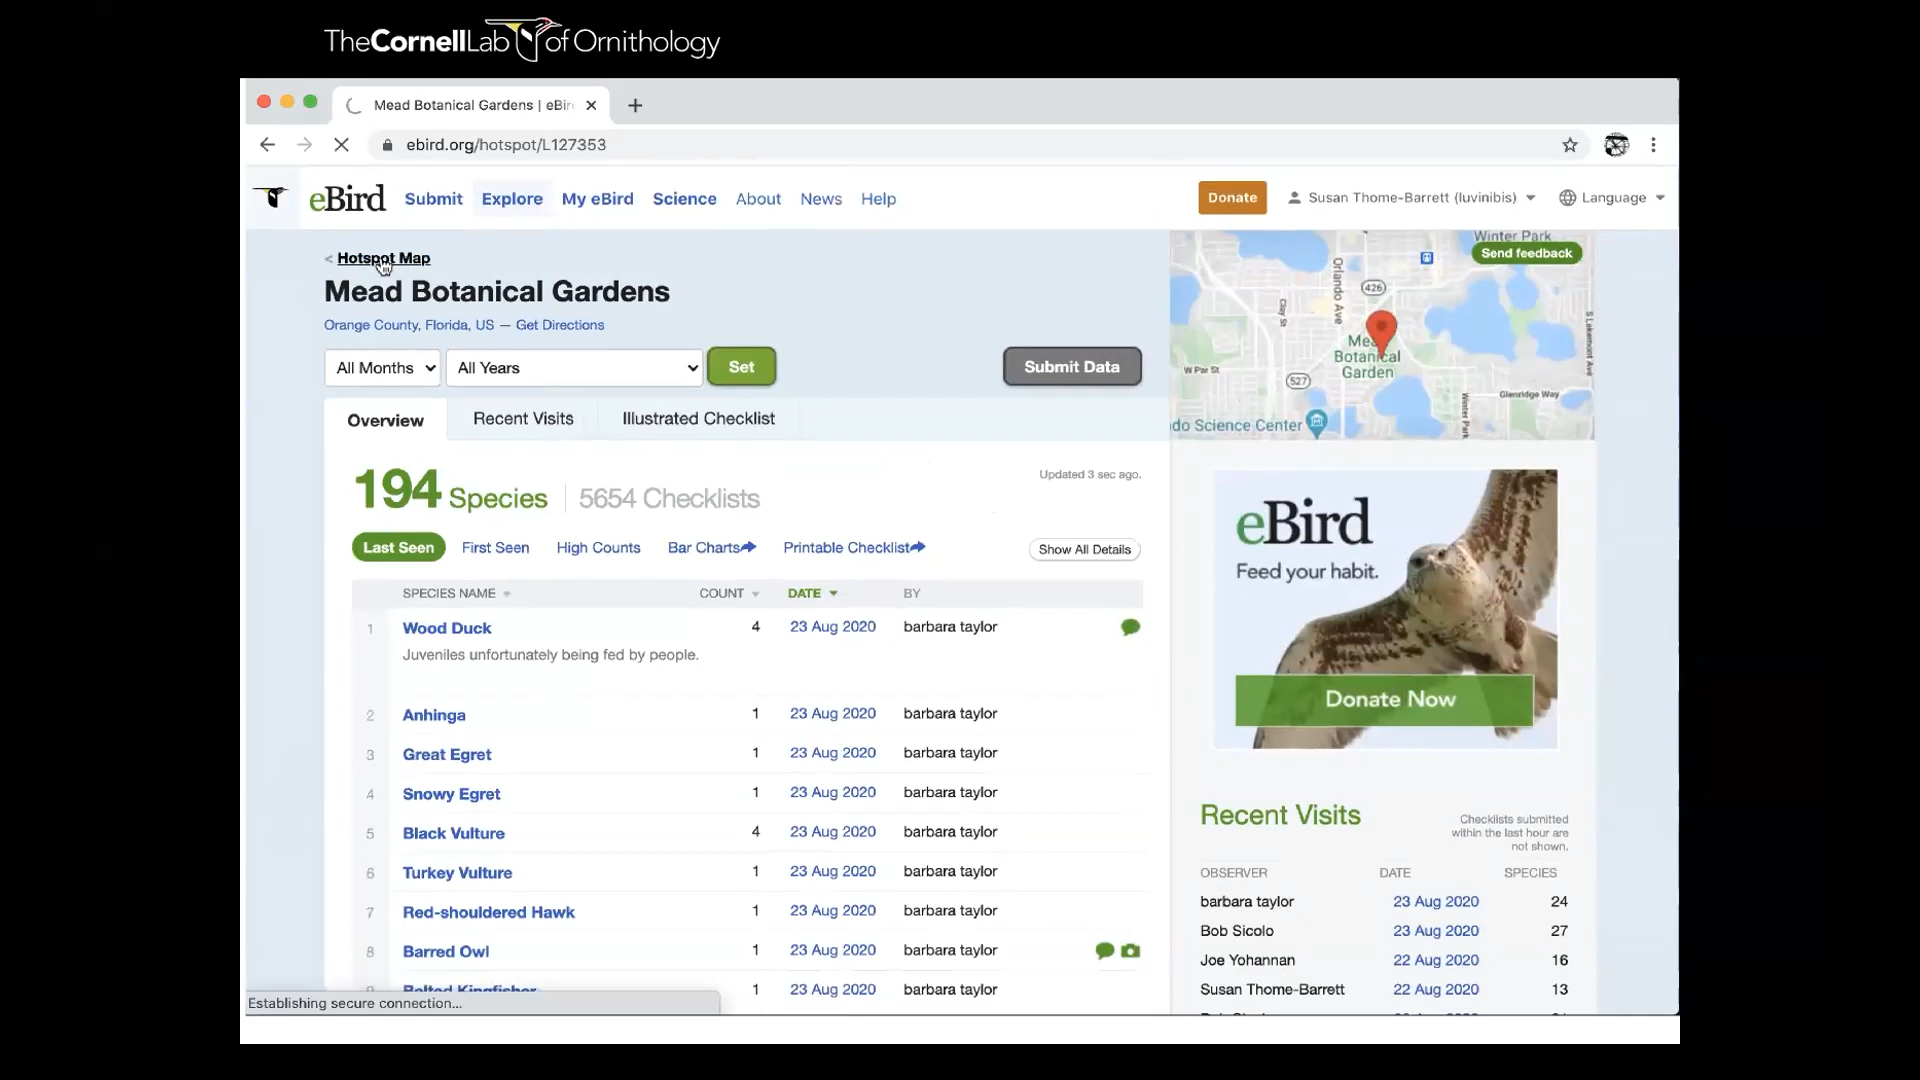 TheCornellLab of Ornithology
Mead Botanical Gardens | eBir
ebird.org/hotspot/L127353
eBird Submit Explore My eBird Science About News Help Donate Susan Thome-Barrett (luvinibis) Language
< Hotspot Map
Mead Botanical Gardens
Orange County, Florida, US — Get Directions
All Months All Years Set Submit Data
Winter Park
Send feedback
Orlando Ave
426
Clay St
S Lakemont Ave
Mead Botanical Garden
W Par St
527
Glenridge Way
Winter Park
do Science Center
Overview Recent Visits Illustrated Checklist
194 Species 5654 Checklists
Updated 3 sec ago.
Last Seen First Seen High Counts Bar Charts Printable Checklist Show All Details
SPECIES NAME COUNT DATE BY
1 Wood Duck 4 23 Aug 2020 barbara taylor
Juveniles unfortunately being fed by people.
2 Anhinga 1 23 Aug 2020 barbara taylor
3 Great Egret 1 23 Aug 2020 barbara taylor
4 Snowy Egret 1 23 Aug 2020 barbara taylor
5 Black Vulture 4 23 Aug 2020 barbara taylor
6 Turkey Vulture 1 23 Aug 2020 barbara taylor
7 Red-shouldered Hawk 1 23 Aug 2020 barbara taylor
8 Barred Owl 1 23 Aug 2020 barbara taylor
9 Belted Kingfisher 1 23 Aug 2020 barbara taylor
Establishing secure connection...
eBird
Feed your habit.
Donate Now
Recent Visits
Checklists submitted
within the last hour are
not shown.
OBSERVER DATE SPECIES
barbara taylor 23 Aug 2020 24
Bob Sicolo 23 Aug 2020 27
Joe Yohannan 22 Aug 2020 16
Susan Thome-Barrett 22 Aug 2020 13